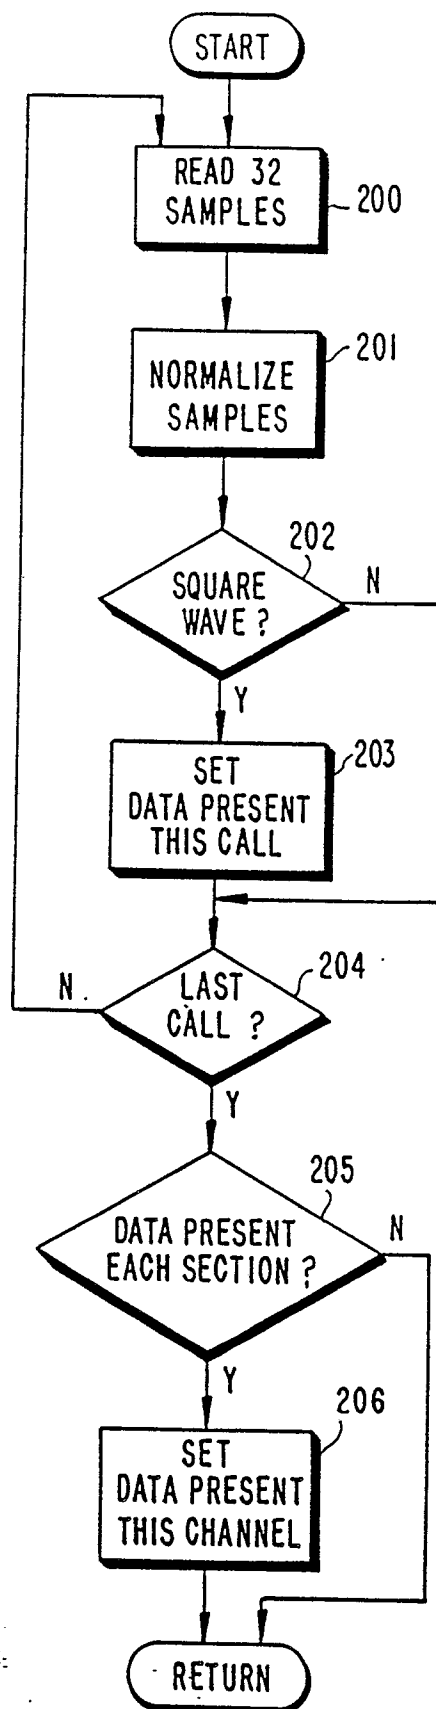 START
READ 32
SAMPLES
200
NORMALIZE
SAMPLES
201
202
SQUARE
WAVE ?
N
Y
SET
DATA PRESENT
THIS CALL
203
LAST
CALL ?
204
N
Y
205
DATA PRESENT
EACH SECTION ?
N
Y
206
SET
DATA PRESENT
THIS CHANNEL
RETURN